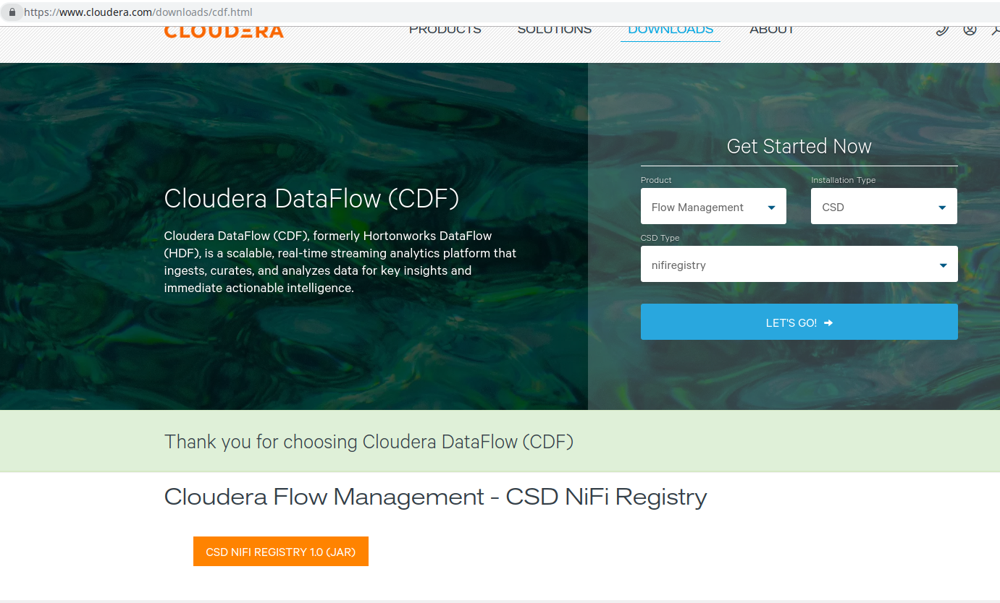 https://www.cloudera.com/downloads/cdf.html
CLOUDERA PRODUCTS SOLUTIONS DOWNLOADS ABOUT
Get Started Now
Product Installation Type
Flow Management CSD
CSD Type
nifiregistry
LET'S GO!
Cloudera DataFlow (CDF)
Cloudera DataFlow (CDF), formerly Hortonworks DataFlow
(HDF), is a scalable, real-time streaming analytics platform that
ingests, curates, and analyzes data for key insights and
immediate actionable intelligence.
Thank you for choosing Cloudera DataFlow (CDF)
Cloudera Flow Management - CSD NiFi Registry
CSD NIFI REGISTRY 1.0 (JAR)